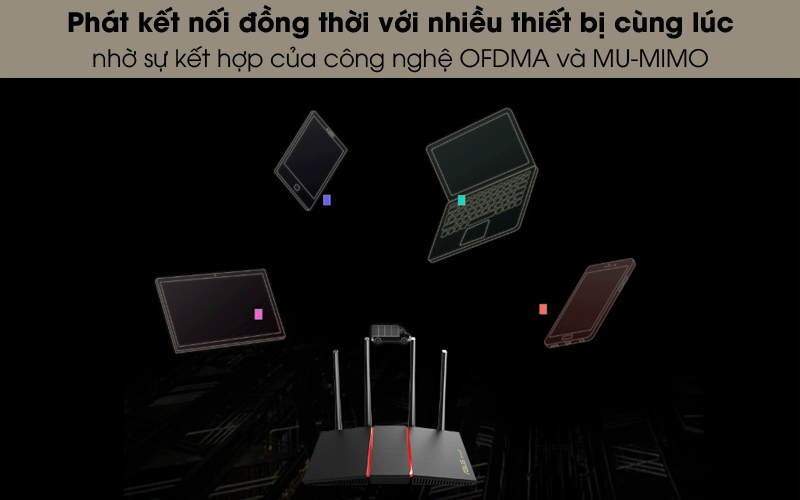 Phát kết nối đồng thời với nhiều thiết bị cùng lúc
nhờ sự kết hợp của công nghệ OFDMA và MU-MIMO